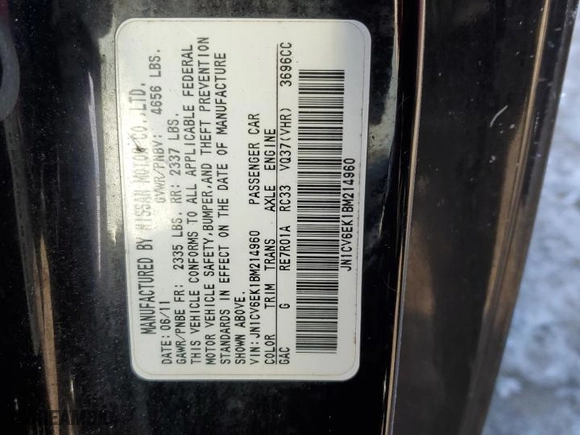 MANUFACTURED BY NISSAN MOTOR CO.,LTD.
DATE: 06/11 GVWR/PNBV: 4656 LBS.
GAWR/PNBE FR: 2335 LBS. RR: 2337 LBS.
THIS VEHICLE CONFORMS TO ALL APPLICABLE FEDERAL
MOTOR VEHICLE SAFETY,BUMPER,AND THEFT PREVENTION
STANDARDS IN EFFECT ON THE DATE OF MANUFACTURE
SHOWN ABOVE.
VIN:JN1CV6EK1BM214960 PASSENGER CAR
COLOR TRIM TRANS AXLE ENGINE
GAC G RE7R01A RC33 VQ37(VHR) 3696CC
JN1CV6EK1BM214960